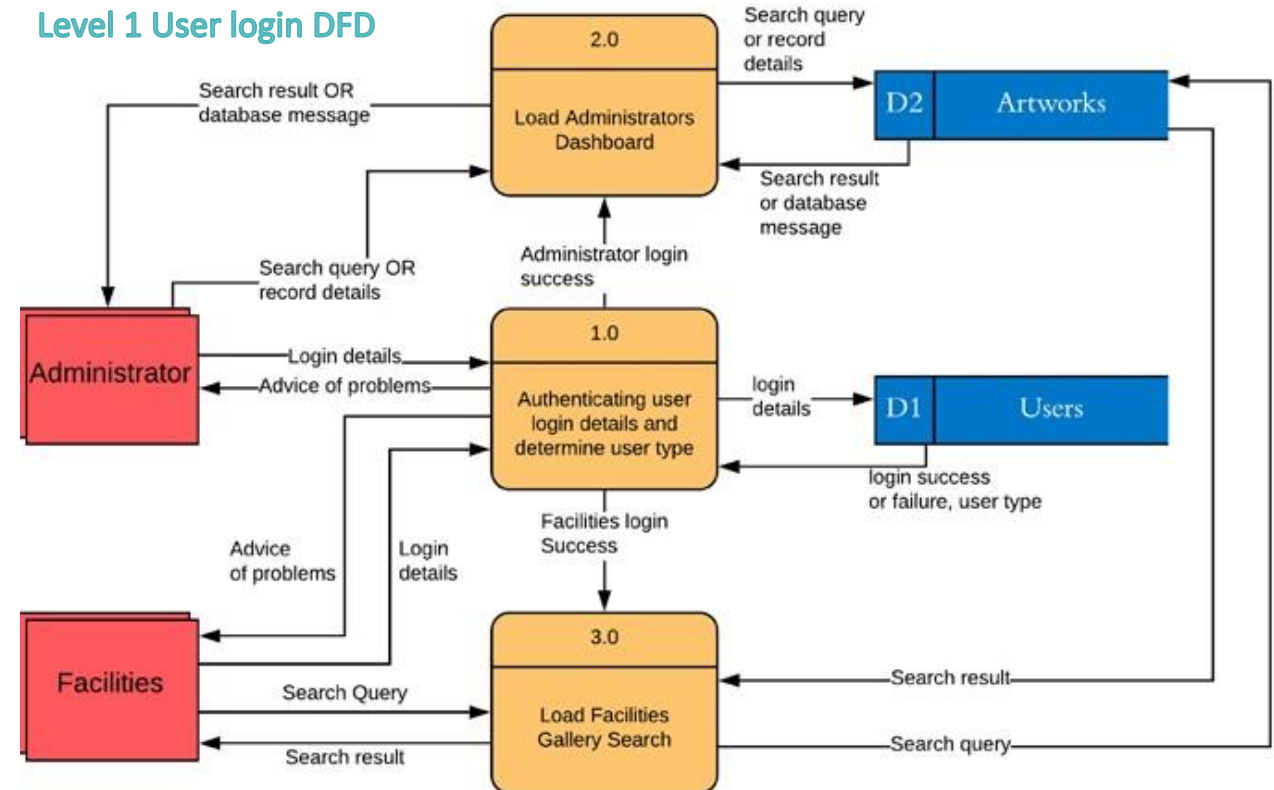 Level 1 User login DFD
Search query
or record
details
2.0
Load Administrators
Dashboard
D2
Artworks
Search result OR
database message
Search result
or database
message
Search query OR
record details
Administrator login
success
Administrator
Login details
Advice of problems
1.0
Authenticating user
login details and
determine user type
login
details
D1
Users
login success
or failure, user type
Facilities login
Success
Advice
of problems
Login
details
Facilities
Search Query
Search result
3.0
Load Facilities
Gallery Search
Search result
Search query